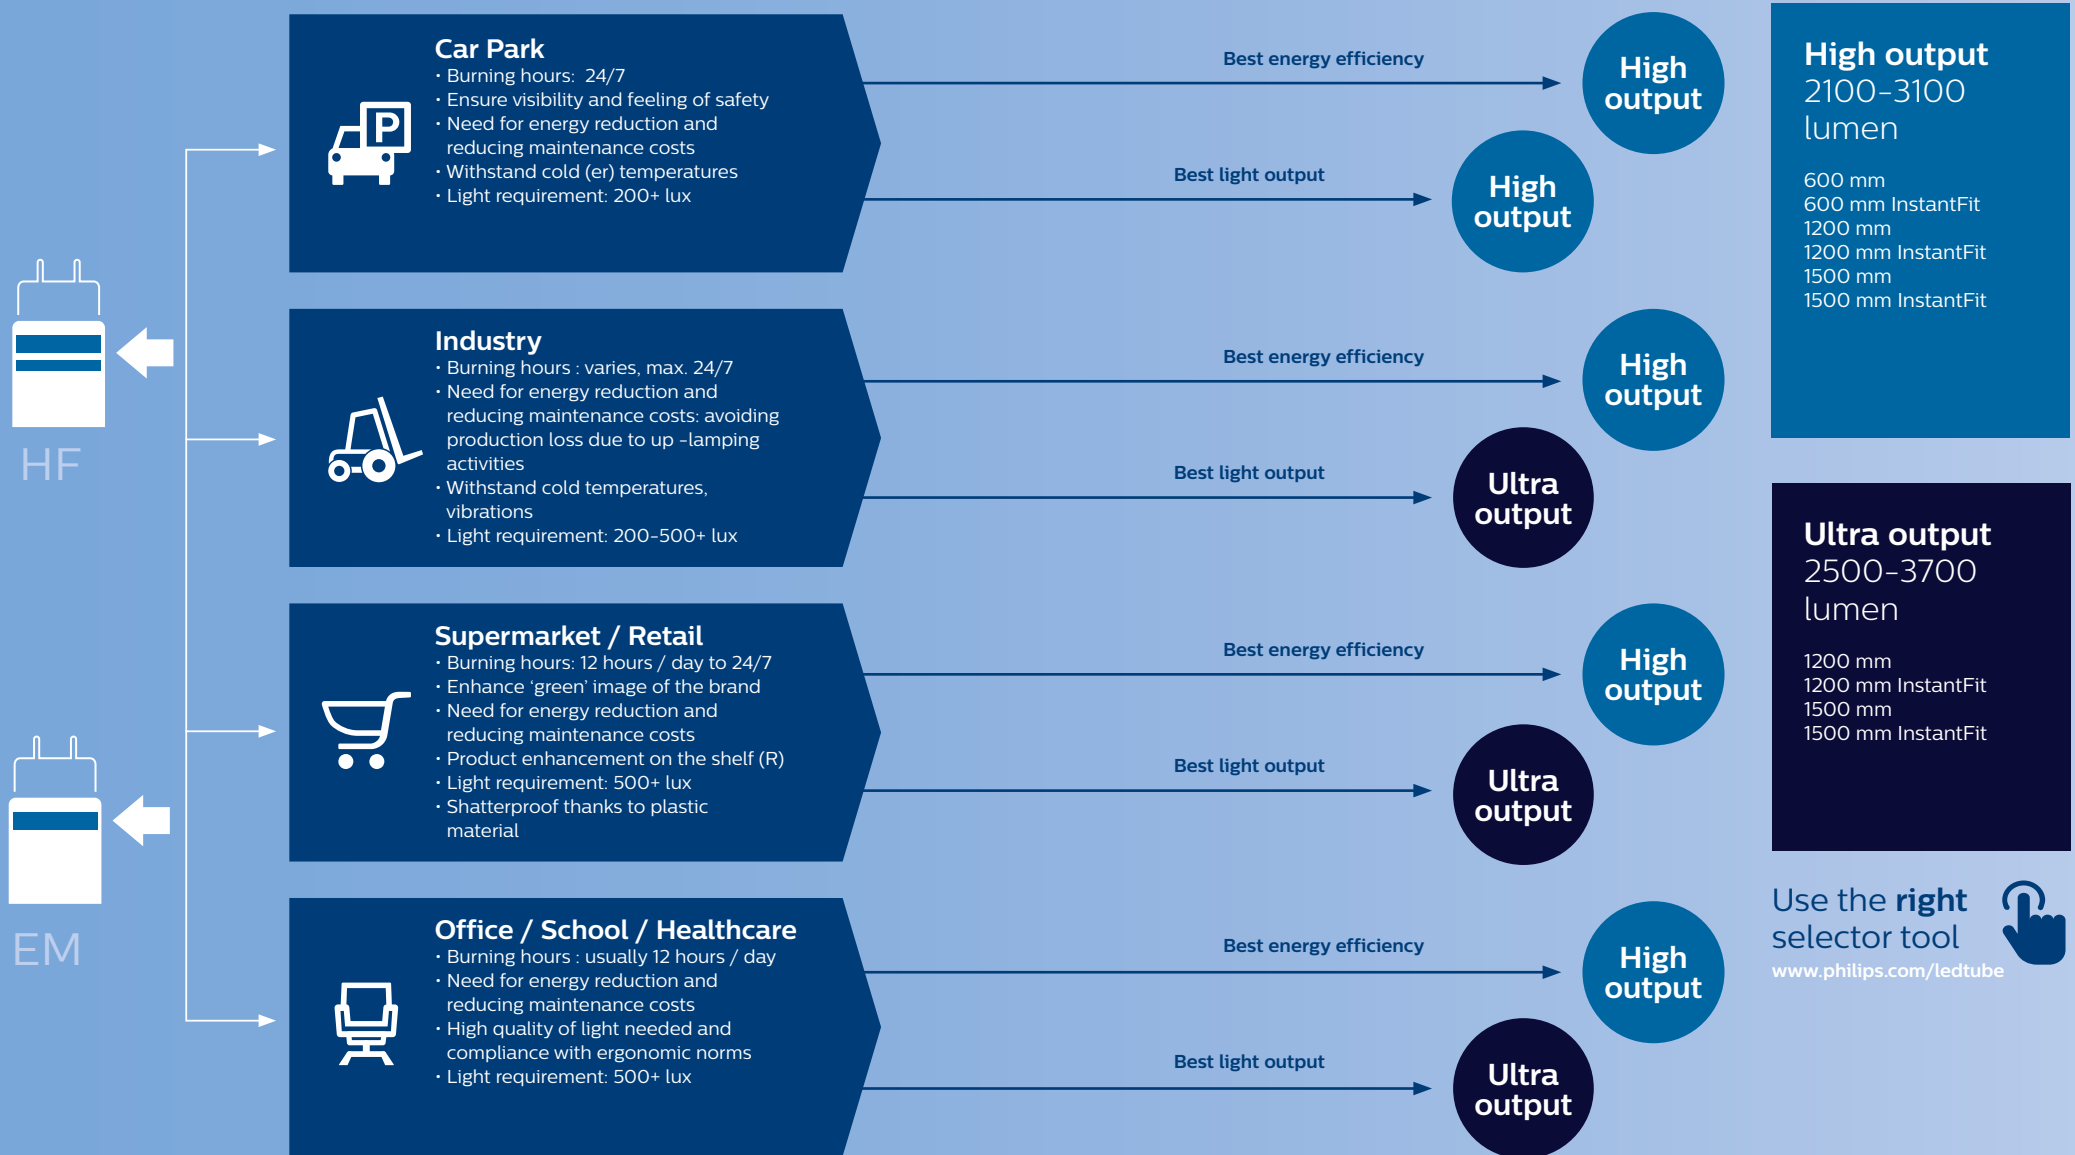 HF
EM
P
Car Park
· Burning hours: 24/7
· Ensure visibility and feeling of safety
· Need for energy reduction and
reducing maintenance costs
· Withstand cold (er) temperatures
· Light requirement: 200+ lux
Best energy efficiency
High
output
Best light output
High
output
Industry
· Burning hours : varies, max. 24/7
· Need for energy reduction and
reducing maintenance costs: avoiding
production loss due to up -lamping
activities
· Withstand cold temperatures,
vibrations
· Light requirement: 200-500+ lux
Best energy efficiency
High
output
Best light output
Ultra
output
Supermarket / Retail
· Burning hours: 12 hours / day to 24/7
· Enhance ‘green’ image of the brand
· Need for energy reduction and
reducing maintenance costs
· Product enhancement on the shelf (R)
· Light requirement: 500+ lux
· Shatterproof thanks to plastic
material
Best energy efficiency
High
output
Best light output
Ultra
output
Office / School / Healthcare
· Burning hours : usually 12 hours / day
· Need for energy reduction and
reducing maintenance costs
· High quality of light needed and
compliance with ergonomic norms
· Light requirement: 500+ lux
Best energy efficiency
High
output
Best light output
Ultra
output
High output
2100-3100
lumen
600 mm
600 mm InstantFit
1200 mm
1200 mm InstantFit
1500 mm
1500 mm InstantFit
Ultra output
2500-3700
lumen
1200 mm
1200 mm InstantFit
1500 mm
1500 mm InstantFit
Use the right
selector tool
www.philips.com/ledtube